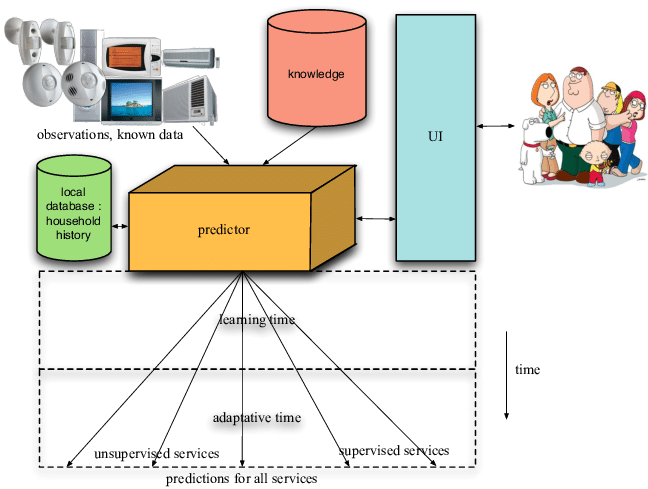 observations, known data
knowledge
UI
local
database :
household
history
predictor
learning time
time
adaptative time
unsupervised services
supervised services
predictions for all services